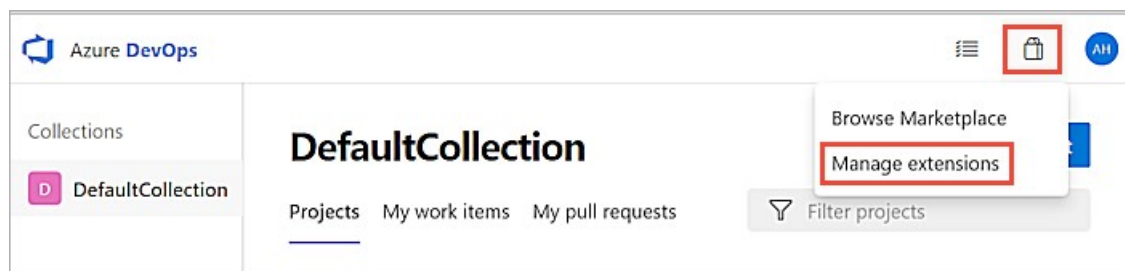 Azure DevOps
AH
Collections
DefaultCollection
Browse Marketplace
t
D DefaultCollection
Manage extensions
Projects My work items My pull requests
Filter projects